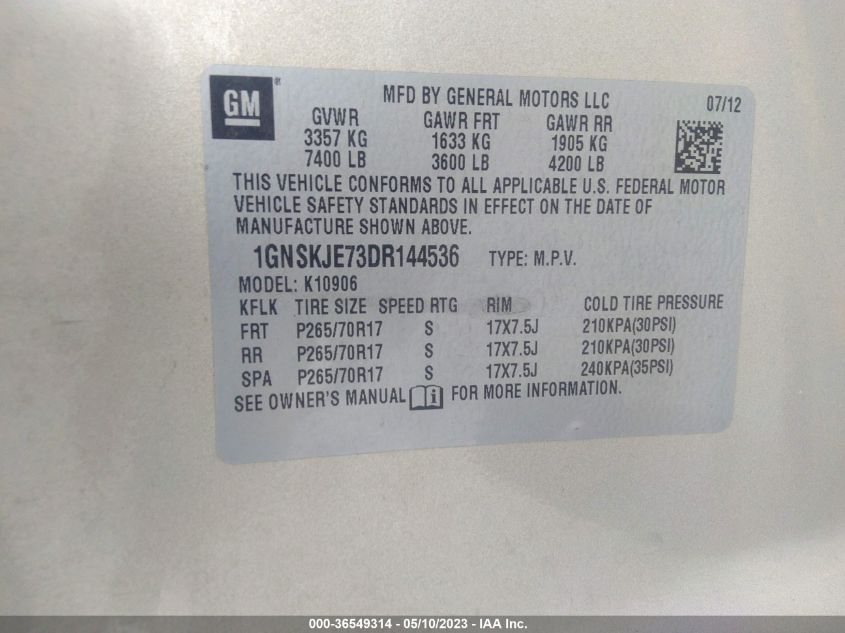 GM
MFD BY GENERAL MOTORS LLC 07/12
GVWR GAWR FRT GAWR RR
3357 KG 1633 KG 1905 KG
7400 LB 3600 LB 4200 LB
THIS VEHICLE CONFORMS TO ALL APPLICABLE U.S. FEDERAL MOTOR
VEHICLE SAFETY STANDARDS IN EFFECT ON THE DATE OF
MANUFACTURE SHOWN ABOVE.
1GNSKJE73DR144536 TYPE: M.P.V.
MODEL: K10906
KFLK TIRE SIZE SPEED RTG RIM COLD TIRE PRESSURE
FRT P265/70R17 S 17X7.5J 210KPA(30PSI)
RR P265/70R17 S 17X7.5J 210KPA(30PSI)
SPA P265/70R17 S 17X7.5J 240KPA(35PSI)
SEE OWNER'S MANUAL i FOR MORE INFORMATION.
000-36549314 - 05/10/2023 - IAA Inc.